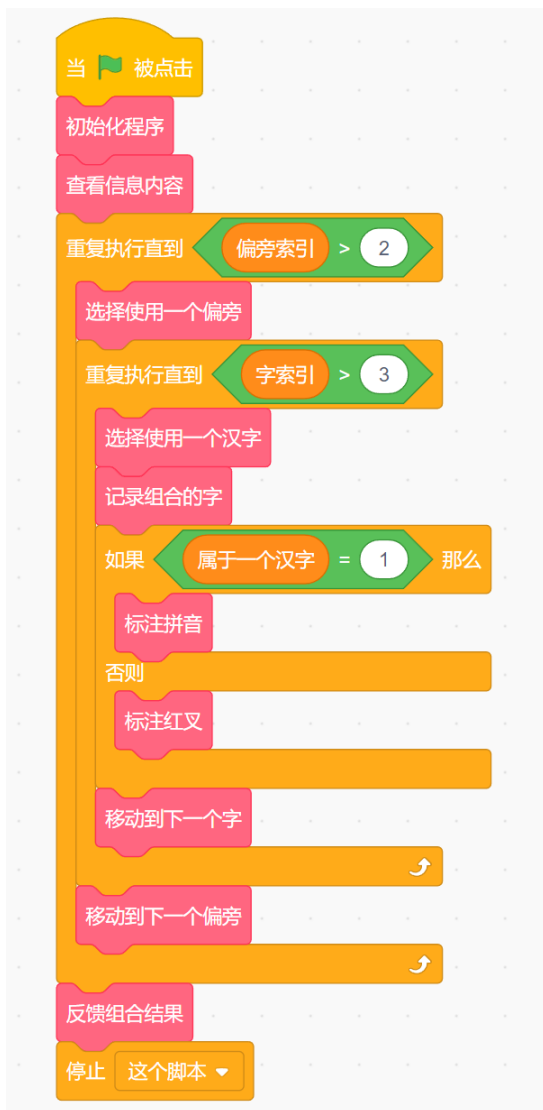 当 被点击
初始化程序
查看信息内容
重复执行直到 偏旁索引 > 2
选择使用一个偏旁
重复执行直到 字索引 > 3
选择使用一个汉字
记录组合的字
如果 属于一个汉字 = 1 那么
标注拼音
否则
标注红叉
移动到下一个字
移动到下一个偏旁
反馈组合结果
停止 这个脚本